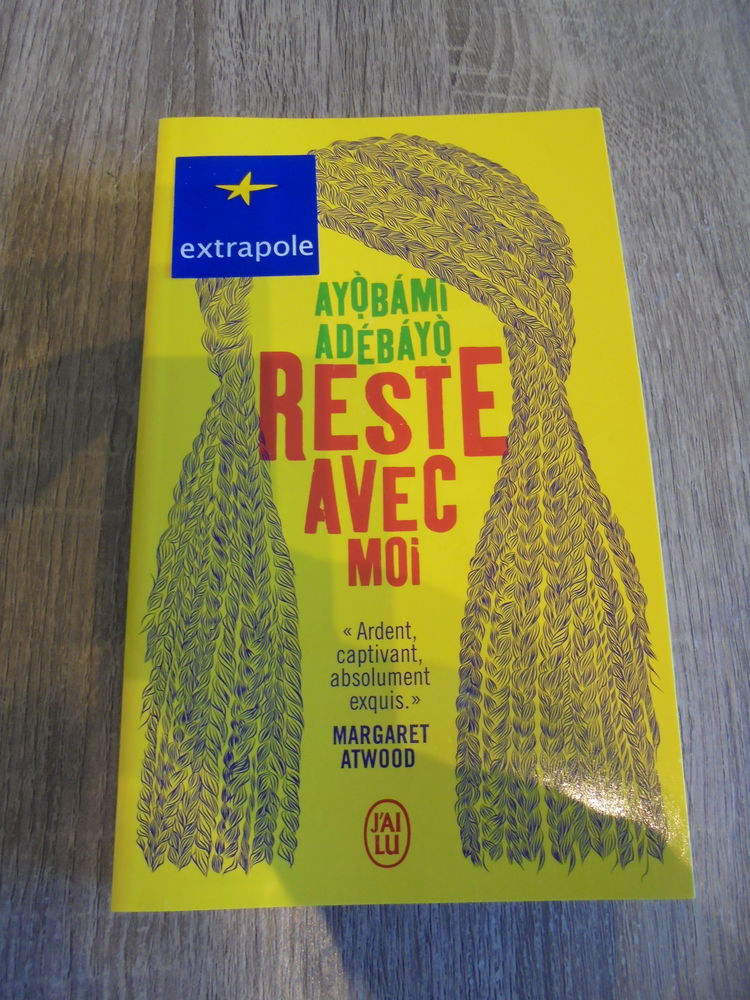 extrapole
AYỌ̀BÁMi
ADÉBÁYỌ̀
RESTE
AVEC
MOi
« Ardent,
captivant,
absolument
exquis. »
MARGARET
ATWOOD
J'AI
LU